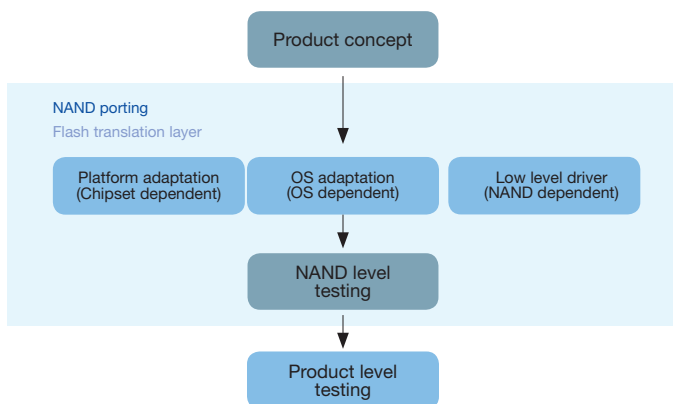 Product concept
NAND porting
Flash translation layer
Platform adaptation
(Chipset dependent)
OS adaptation
(OS dependent)
Low level driver
(NAND dependent)
NAND level
testing
Product level
testing